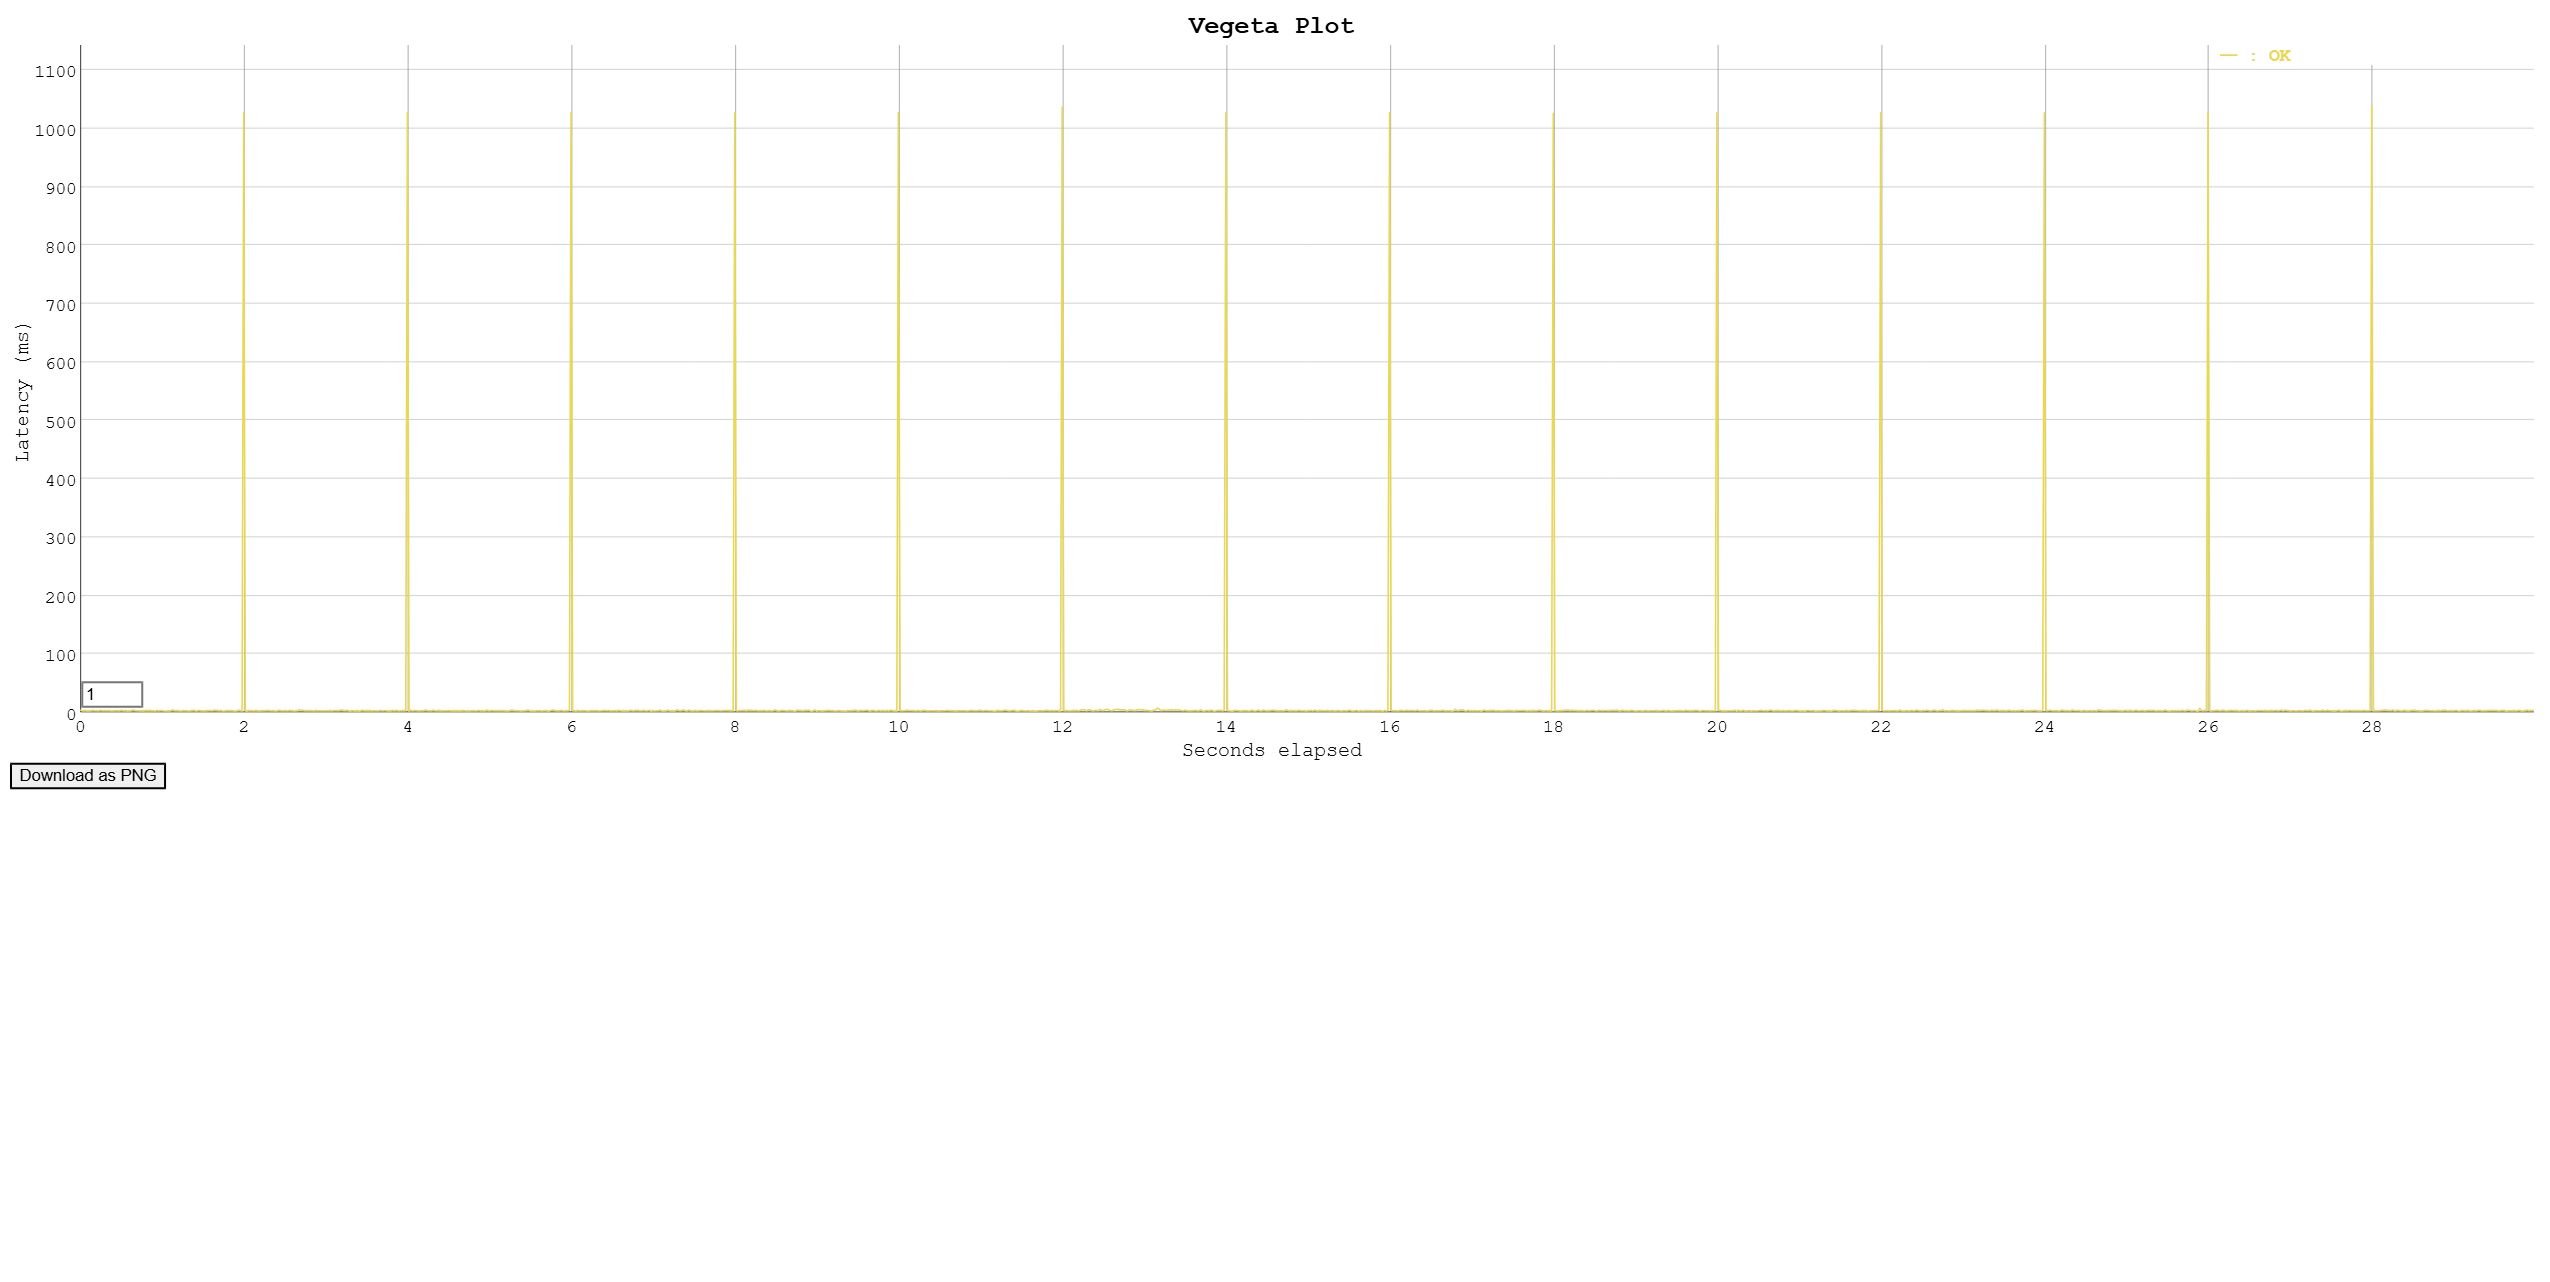 Vegeta Plot
— : OK
1100
1000
900
800
700
600
500
400
300
200
100
0
Latency (ms)
1
0 2 4 6 8 10 12 14 16 18 20 22 24 26 28
Seconds elapsed
Download as PNG